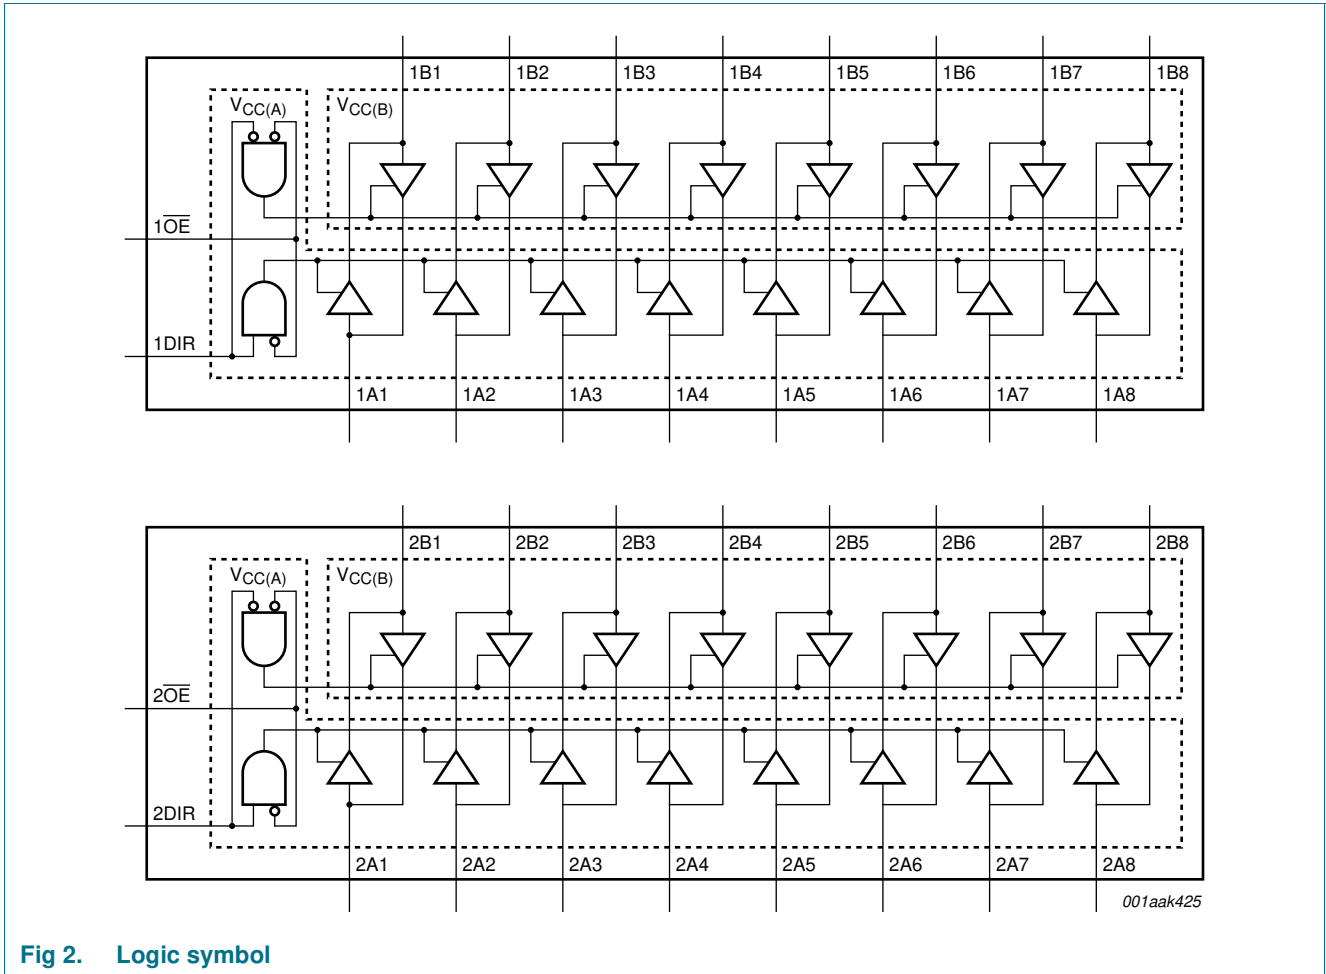 1B1 1B2 1B3 1B4 1B5 1B6 1B7 1B8
VCC(A) VCC(B)
1O̅E̅
1DIR
1A1 1A2 1A3 1A4 1A5 1A6 1A7 1A8
2B1 2B2 2B3 2B4 2B5 2B6 2B7 2B8
VCC(A) VCC(B)
2O̅E̅
2DIR
2A1 2A2 2A3 2A4 2A5 2A6 2A7 2A8
001aak425
Fig 2. Logic symbol